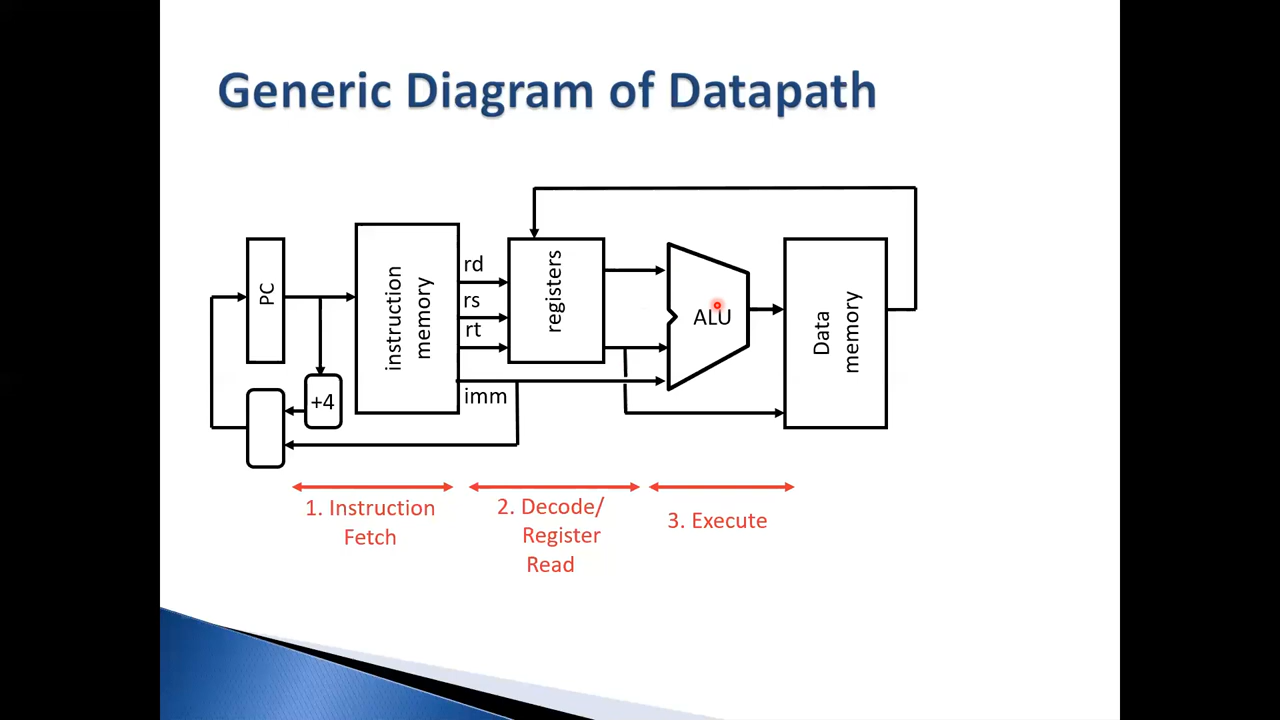 Generic Diagram of Datapath
PC
+4
instruction
memory
rd
rs
rt
imm
registers
ALU
Data
memory
1. Instruction
Fetch
2. Decode/
Register
Read
3. Execute